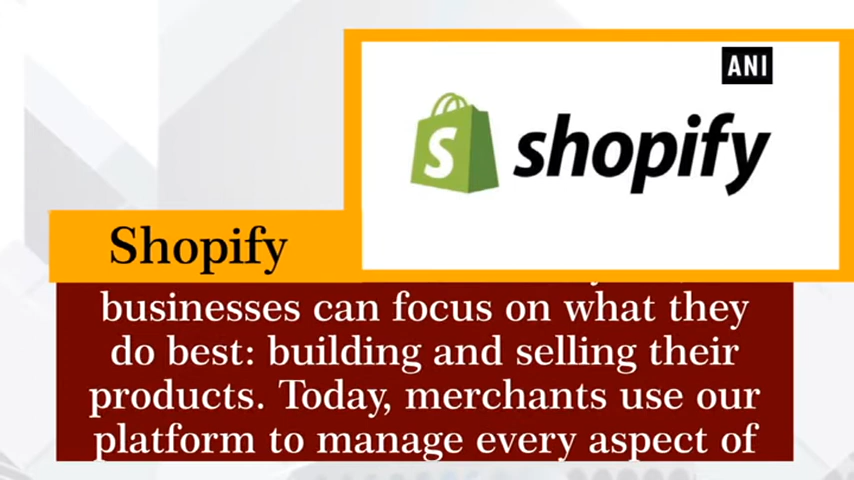 ANI
S shopify
Shopify
businesses can focus on what they
do best: building and selling their
products. Today, merchants use our
platform to manage every aspect of